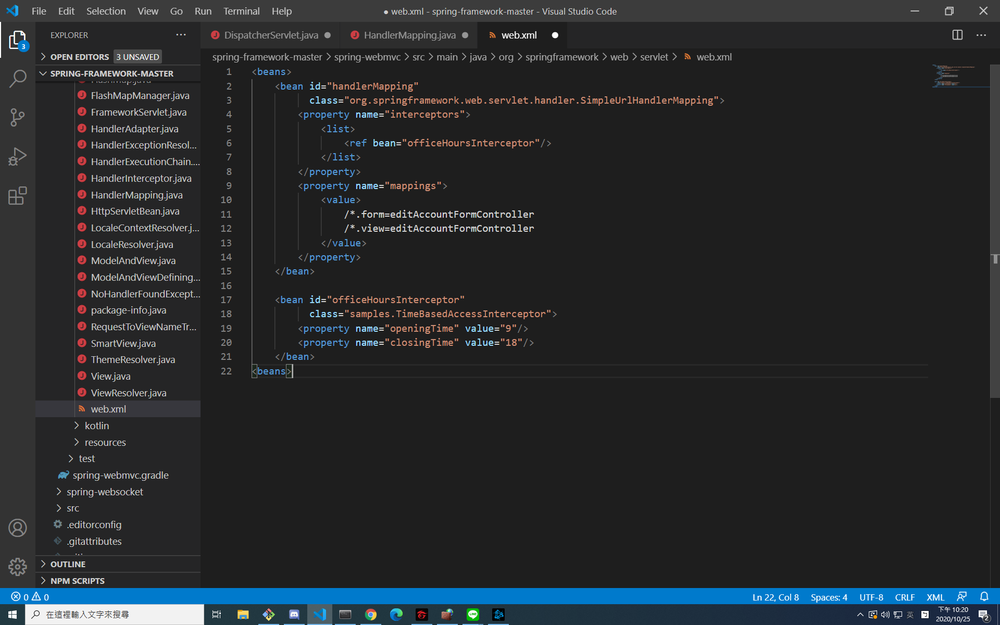 File Edit Selection View Go Run Terminal Help
● web.xml - spring-framework-master - Visual Studio Code
EXPLORER
DispatcherServlet.java
HandlerMapping.java
web.xml
3
OPEN EDITORS 3 UNSAVED
SPRING-FRAMEWORK-MASTER
FlashMap.java
FlashMapManager.java
FrameworkServlet.java
HandlerAdapter.java
HandlerExceptionResol...
HandlerExecutionChain....
HandlerInterceptor.java
HandlerMapping.java
HttpServletBean.java
LocaleContextResolver.j...
LocaleResolver.java
ModelAndView.java
ModelAndViewDefining...
NoHandlerFoundExcept...
package-info.java
RequestToViewNameTr...
SmartView.java
ThemeResolver.java
View.java
ViewResolver.java
web.xml
kotlin
resources
test
spring-webmvc.gradle
spring-websocket
src
.editorconfig
.gitattributes
OUTLINE
NPM SCRIPTS
spring-framework-master > spring-webmvc > src > main > java > org > springframework > web > servlet > web.xml
1 <beans>
2 <bean id="handlerMapping"
3 class="org.springframework.web.servlet.handler.SimpleUrlHandlerMapping">
4 <property name="interceptors">
5 <list>
6 <ref bean="officeHoursInterceptor"/>
7 </list>
8 </property>
9 <property name="mappings">
10 <value>
11 /*.form=editAccountFormController
12 /*.view=editAccountFormController
13 </value>
14 </property>
15 </bean>
16
17 <bean id="officeHoursInterceptor"
18 class="samples.TimeBasedAccessInterceptor">
19 <property name="openingTime" value="9"/>
20 <property name="closingTime" value="18"/>
21 </bean>
22 <beans>
0 0
Ln 22, Col 8 Spaces: 4 UTF-8 CRLF XML
在這裡輸入文字來搜尋
LINE
英
下午 10:20
2020/10/25
2